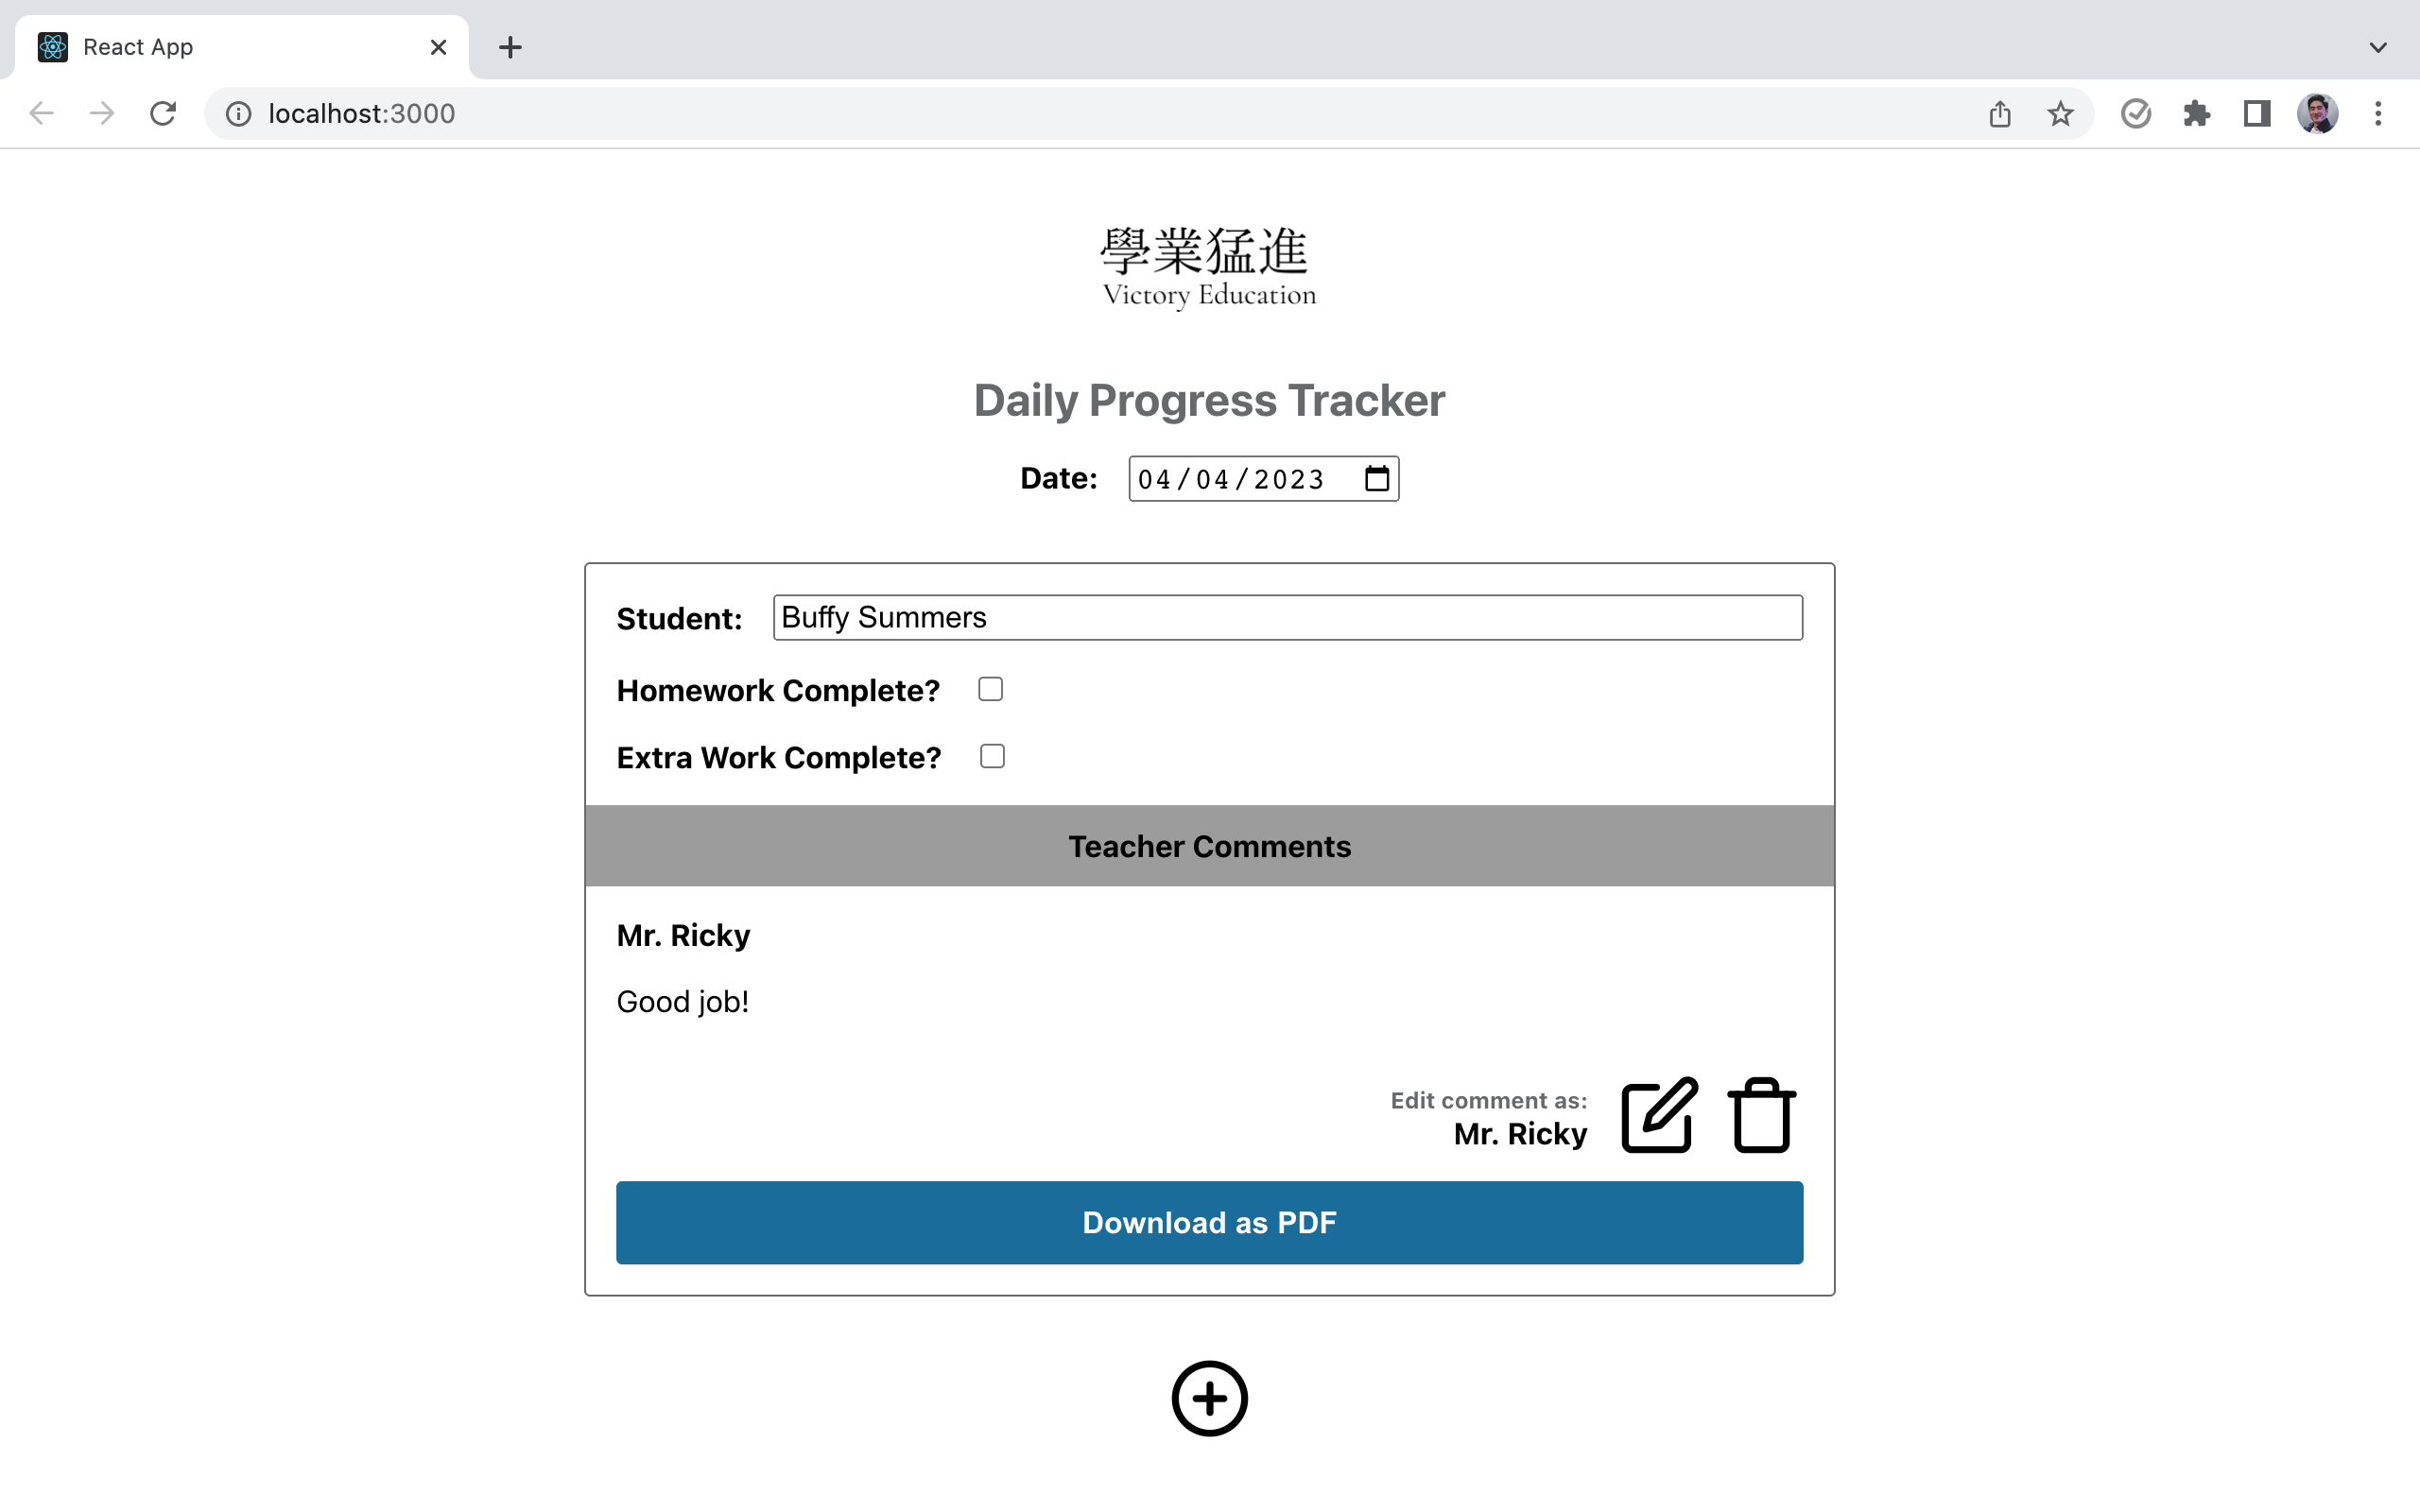 React App
localhost:3000
學業猛進
Victory Education
Daily Progress Tracker
Date: 04/04/2023
Student: Buffy Summers
Homework Complete?
Extra Work Complete?
Teacher Comments
Mr. Ricky
Good job!
Edit comment as:
Mr. Ricky
Download as PDF